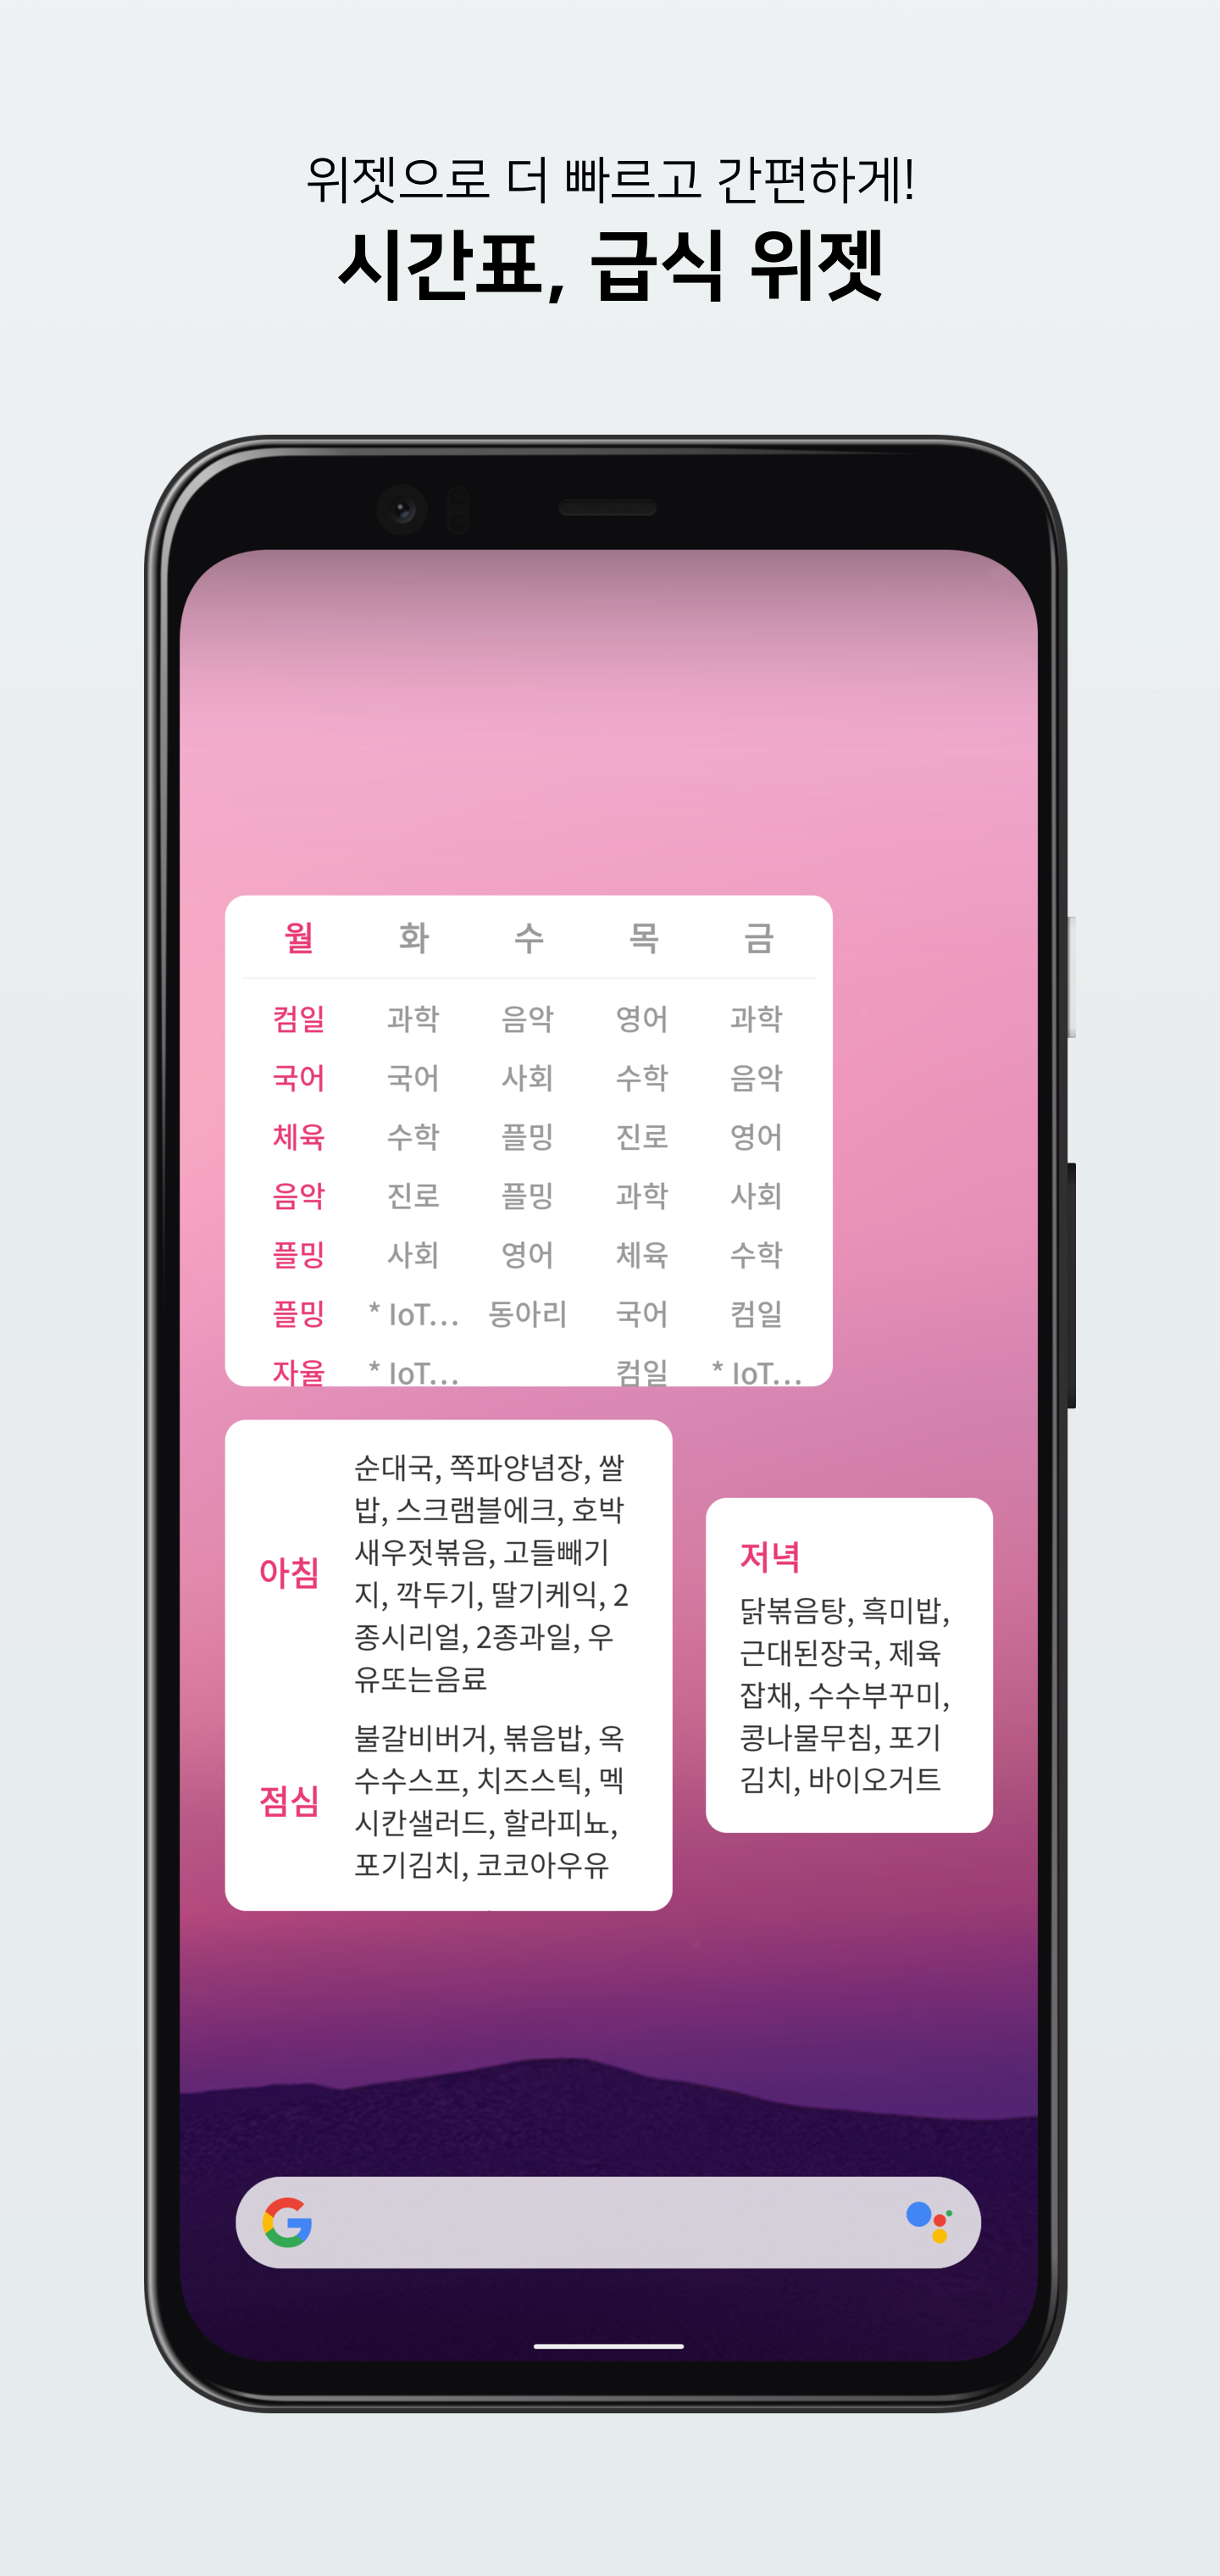 위젯으로 더 빠르고 간편하게!
시간표, 급식 위젯
월 화 수 목 금
컴일 과학 음악 영어 과학
국어 국어 사회 수학 음악
체육 수학 플밍 진로 영어
음악 진로 플밍 과학 사회
플밍 사회 영어 체육 수학
플밍 * IoT... 동아리 국어 컴일
자율 * IoT... 컴일 * IoT...
아침
순대국, 쪽파양념장, 쌀
밥, 스크램블에크, 호박
새우젓볶음, 고들빼기
지, 깍두기, 딸기케익, 2
종시리얼, 2종과일, 우
유또는음료
점심
불갈비버거, 볶음밥, 옥
수수스프, 치즈스틱, 멕
시칸샐러드, 할라피뇨,
포기김치, 코코아우유
저녁
닭볶음탕, 흑미밥,
근대된장국, 제육
잡채, 수수부꾸미,
콩나물무침, 포기
김치, 바이오거트